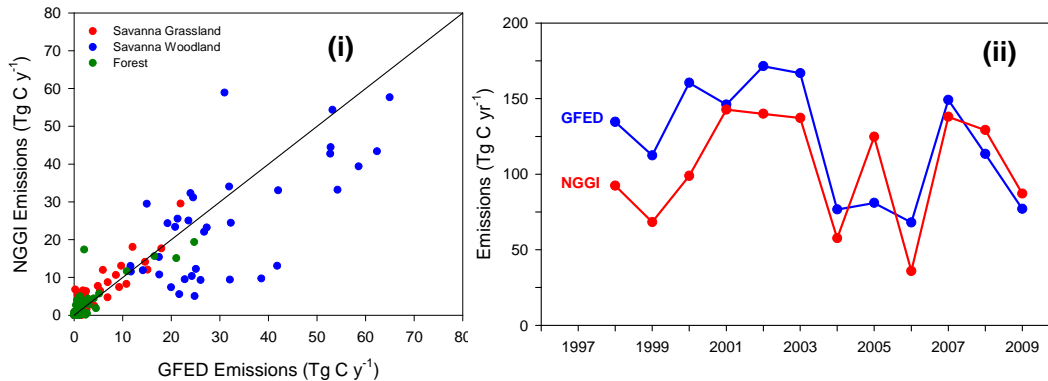 (i)
Savanna Grassland
Savanna Woodland
Forest
NGGI Emissions (Tg C y-1)
80
70
60
50
40
30
20
10
0
0 10 20 30 40 50 60 70 80
GFED Emissions (Tg C y-1)
(ii)
Emissions (Tg C yr-1)
200
150
100
50
0
GFED
NGGI
1997 1999 2001 2003 2005 2007 2009